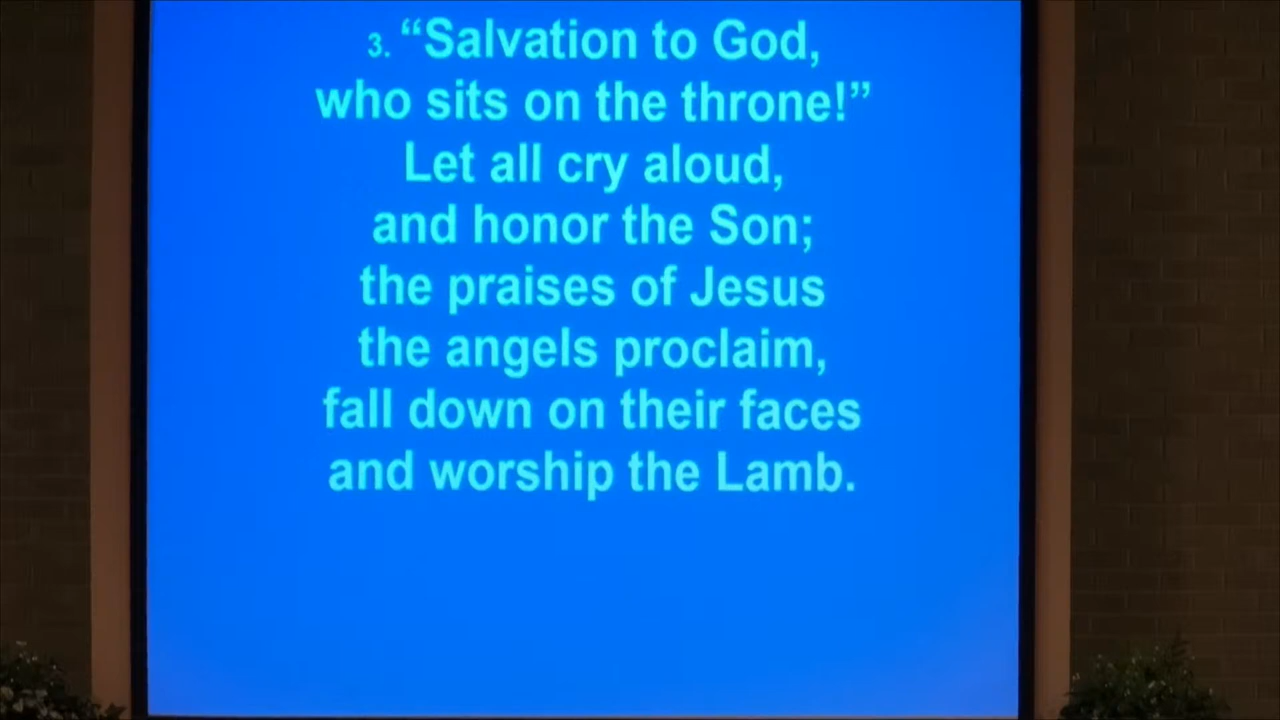 3. “Salvation to God,
who sits on the throne!”
Let all cry aloud,
and honor the Son;
the praises of Jesus
the angels proclaim,
fall down on their faces
and worship the Lamb.